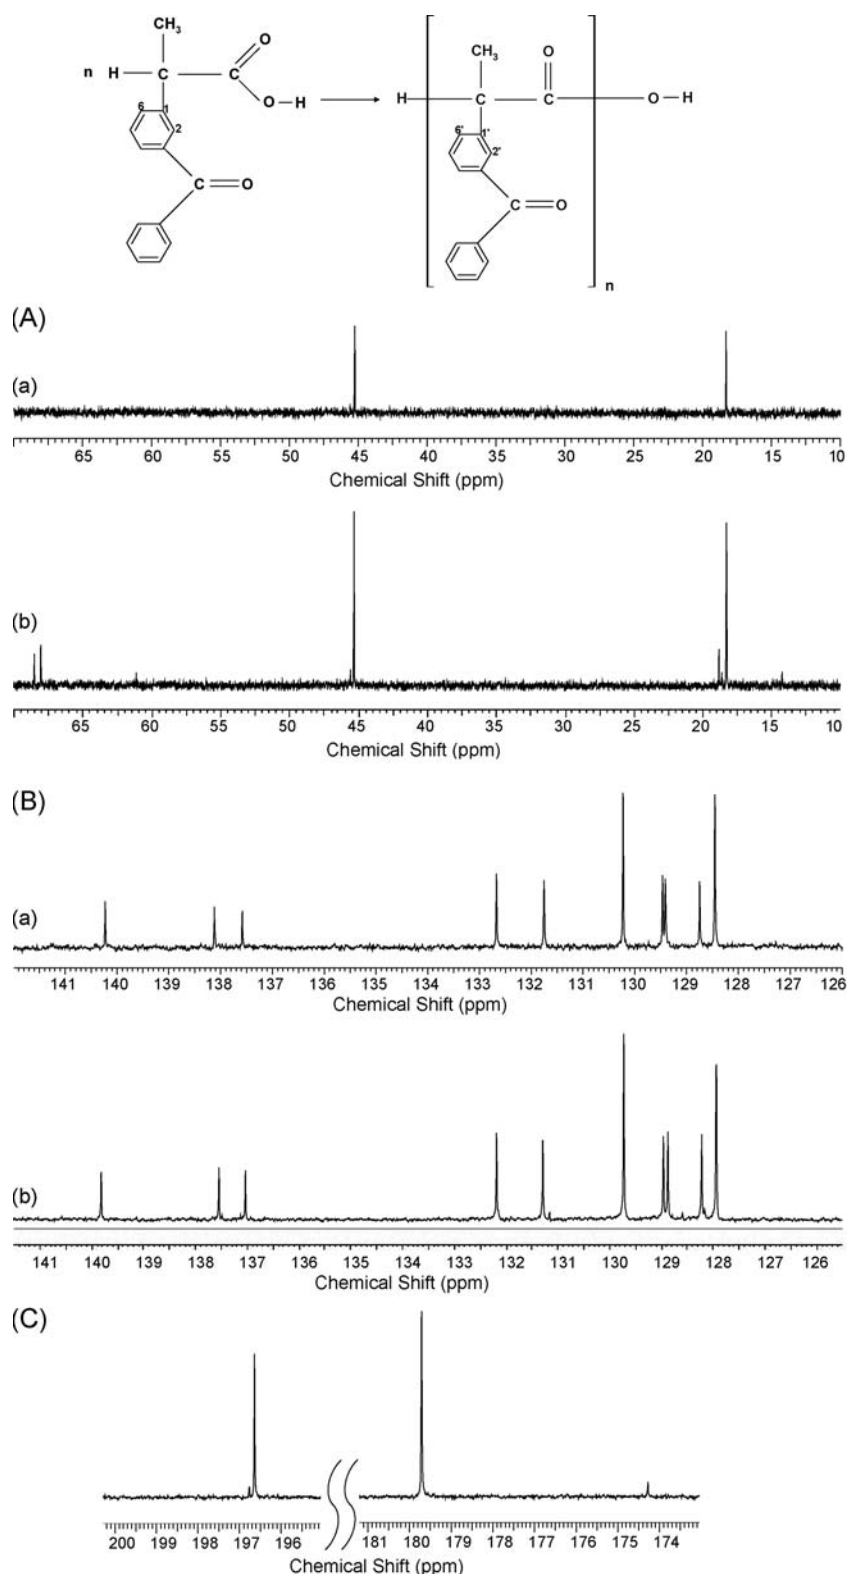 CH3 O CH3 O
n H C C H C C O H
O H
6 1 2 6' 1' 2'
C O C O
n
(A)
(a)
65 60 55 50 45 40 35 30 25 20 15 10
Chemical Shift (ppm)
(b)
65 60 55 50 45 40 35 30 25 20 15 10
Chemical Shift (ppm)
(B)
(a)
141 140 139 138 137 136 135 134 133 132 131 130 129 128 127 126
Chemical Shift (ppm)
(b)
141 140 139 138 137 136 135 134 133 132 131 130 129 128 127 126
Chemical Shift (ppm)
(C)
200 199 198 197 196 181 180 179 178 177 176 175 174
Chemical Shift (ppm)